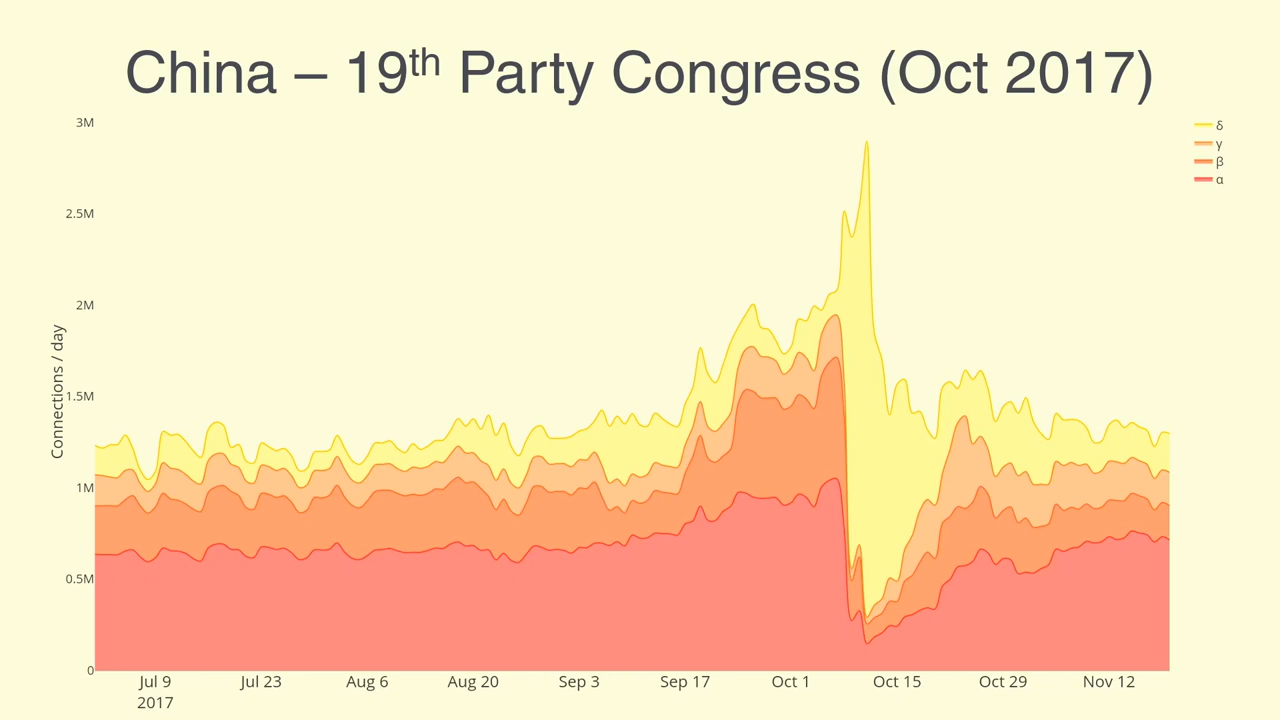 China – 19th Party Congress (Oct 2017)
3M
2.5M
2M
1.5M
1M
0.5M
0
Connections / day
Jul 9
2017
Jul 23
Aug 6
Aug 20
Sep 3
Sep 17
Oct 1
Oct 15
Oct 29
Nov 12
δ
γ
β
α